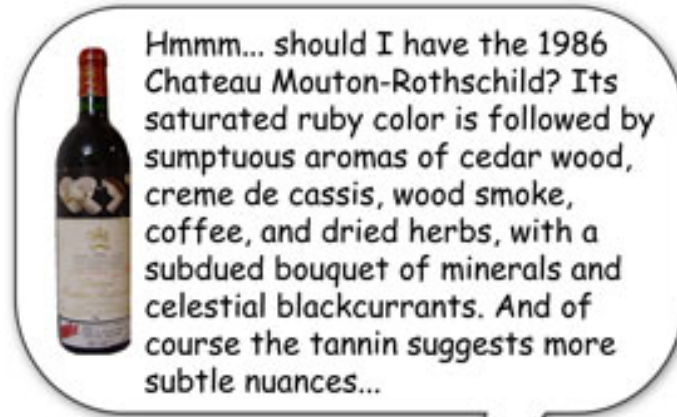 Hmmm... should I have the 1986
Chateau Mouton-Rothschild? Its
saturated ruby color is followed by
sumptuous aromas of cedar wood,
creme de cassis, wood smoke,
coffee, and dried herbs, with a
subdued bouquet of minerals and
celestial blackcurrants. And of
course the tannin suggests more
subtle nuances...